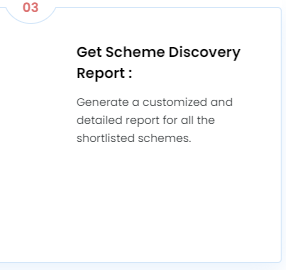 03
Get Scheme Discovery
Report :
Generate a customized and
detailed report for all the
shortlisted schemes.